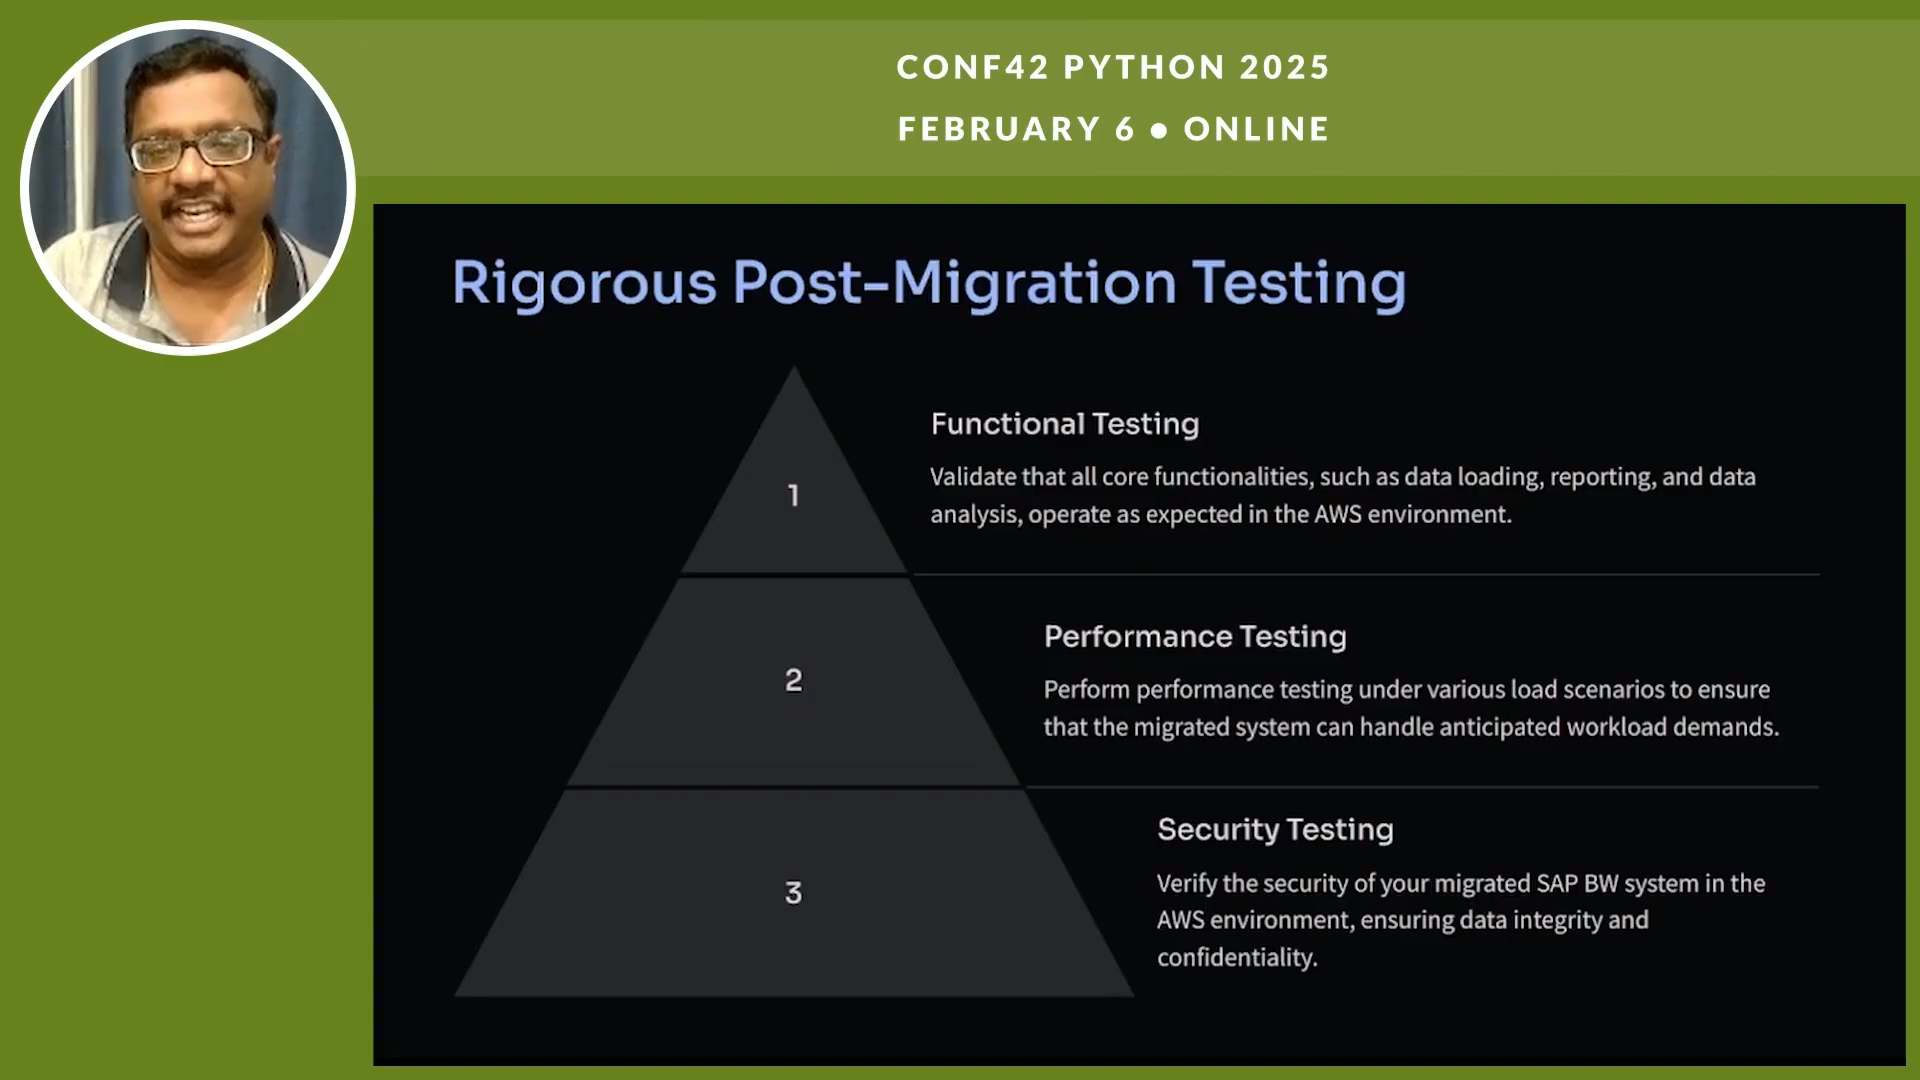 CONF42 PYTHON 2025
FEBRUARY 6 • ONLINE
Rigorous Post-Migration Testing
1
Functional Testing
Validate that all core functionalities, such as data loading, reporting, and data
analysis, operate as expected in the AWS environment.
2
Performance Testing
Perform performance testing under various load scenarios to ensure
that the migrated system can handle anticipated workload demands.
3
Security Testing
Verify the security of your migrated SAP BW system in the
AWS environment, ensuring data integrity and
confidentiality.